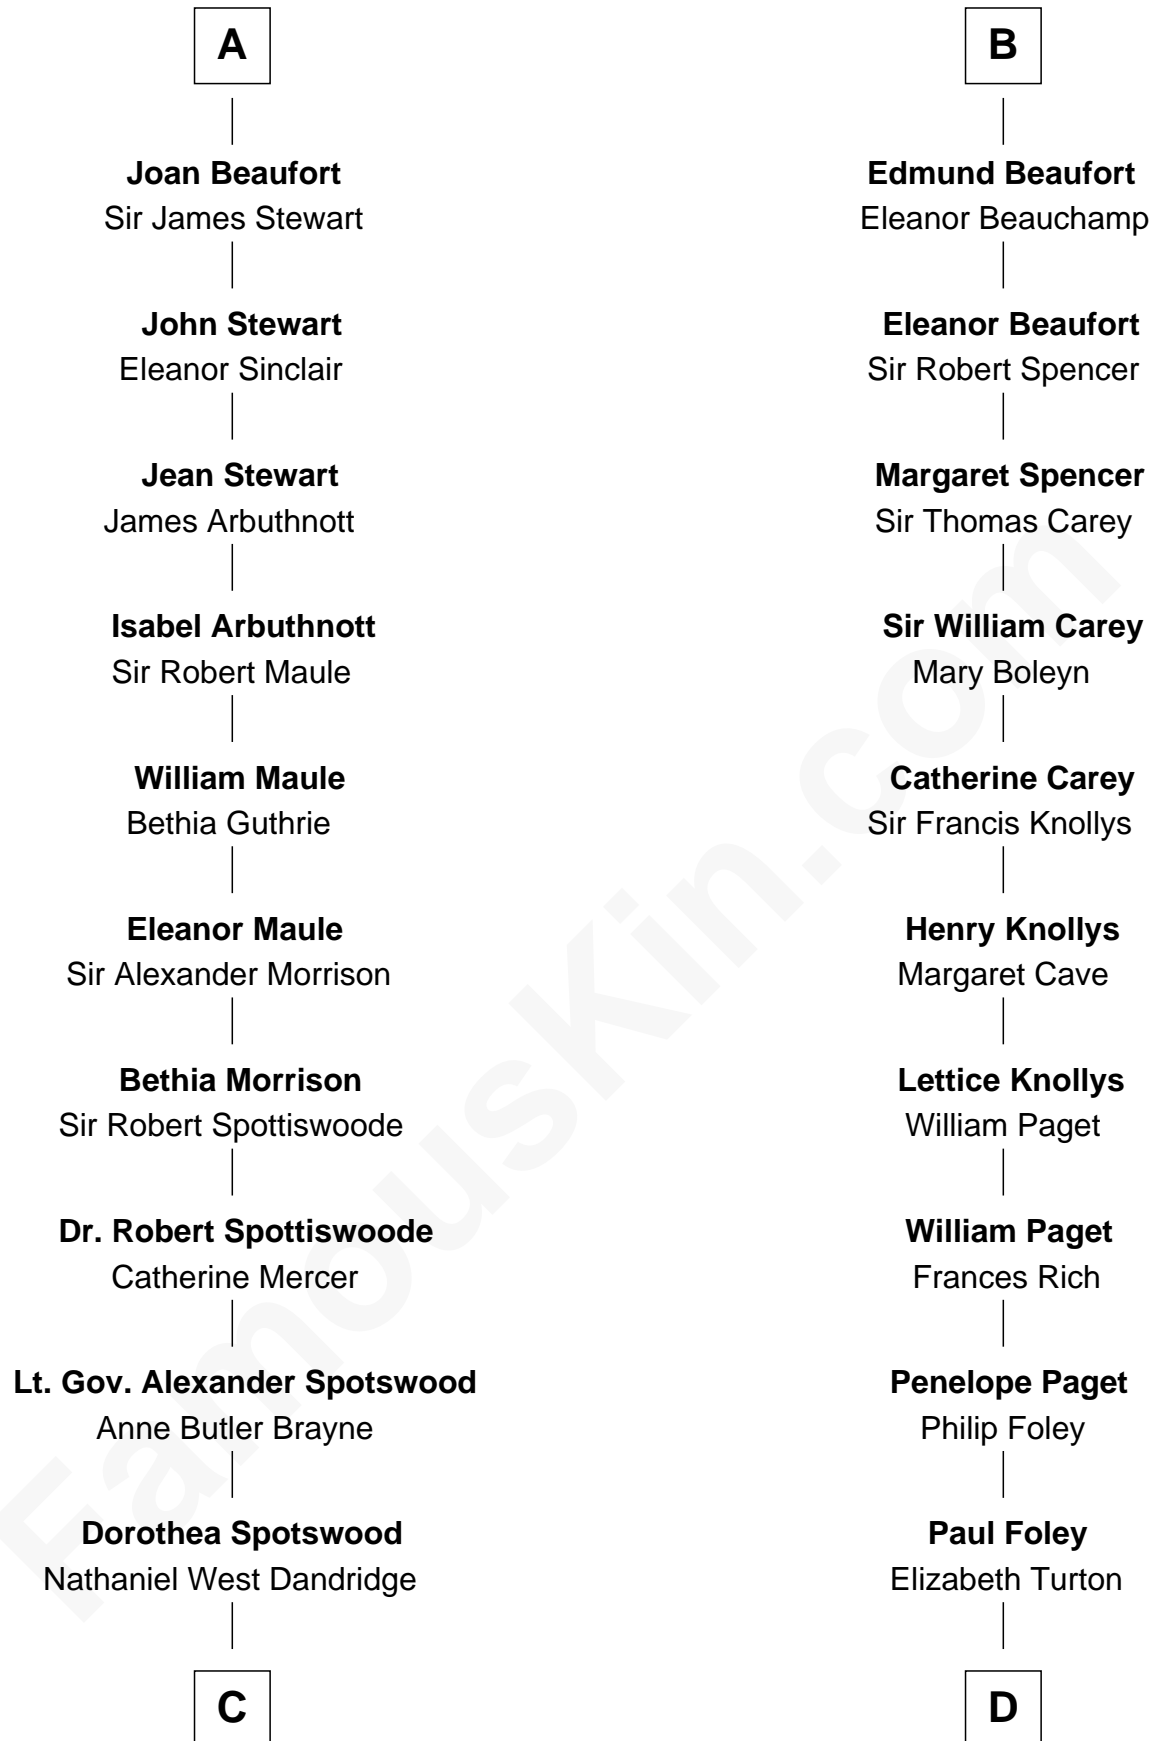 A
Joan Beaufort
Sir James Stewart
John Stewart
Eleanor Sinclair
Jean Stewart
James Arbuthnott
Isabel Arbuthnott
Sir Robert Maule
William Maule
Bethia Guthrie
Eleanor Maule
Sir Alexander Morrison
Bethia Morrison
Sir Robert Spottiswoode
Dr. Robert Spottiswoode
Catherine Mercer
Lt. Gov. Alexander Spotswood
Anne Butler Brayne
Dorothea Spotswood
Nathaniel West Dandridge
C
B
Edmund Beaufort
Eleanor Beauchamp
Eleanor Beaufort
Sir Robert Spencer
Margaret Spencer
Sir Thomas Carey
Sir William Carey
Mary Boleyn
Catherine Carey
Sir Francis Knollys
Henry Knollys
Margaret Cave
Lettice Knollys
William Paget
William Paget
Frances Rich
Penelope Paget
Philip Foley
Paul Foley
Elizabeth Turton
D
FamousKin.com